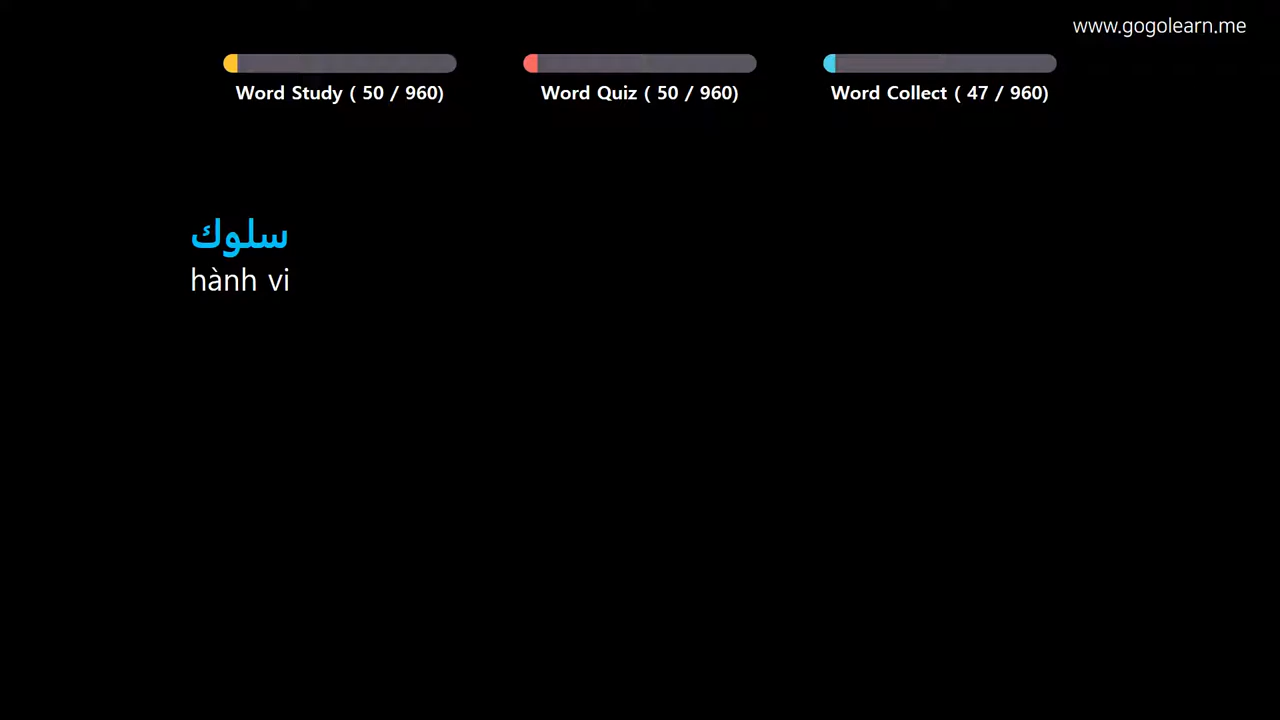 www.gogolearn.me
Word Study ( 50 / 960)
Word Quiz ( 50 / 960)
Word Collect ( 47 / 960)
سلوك
hành vi